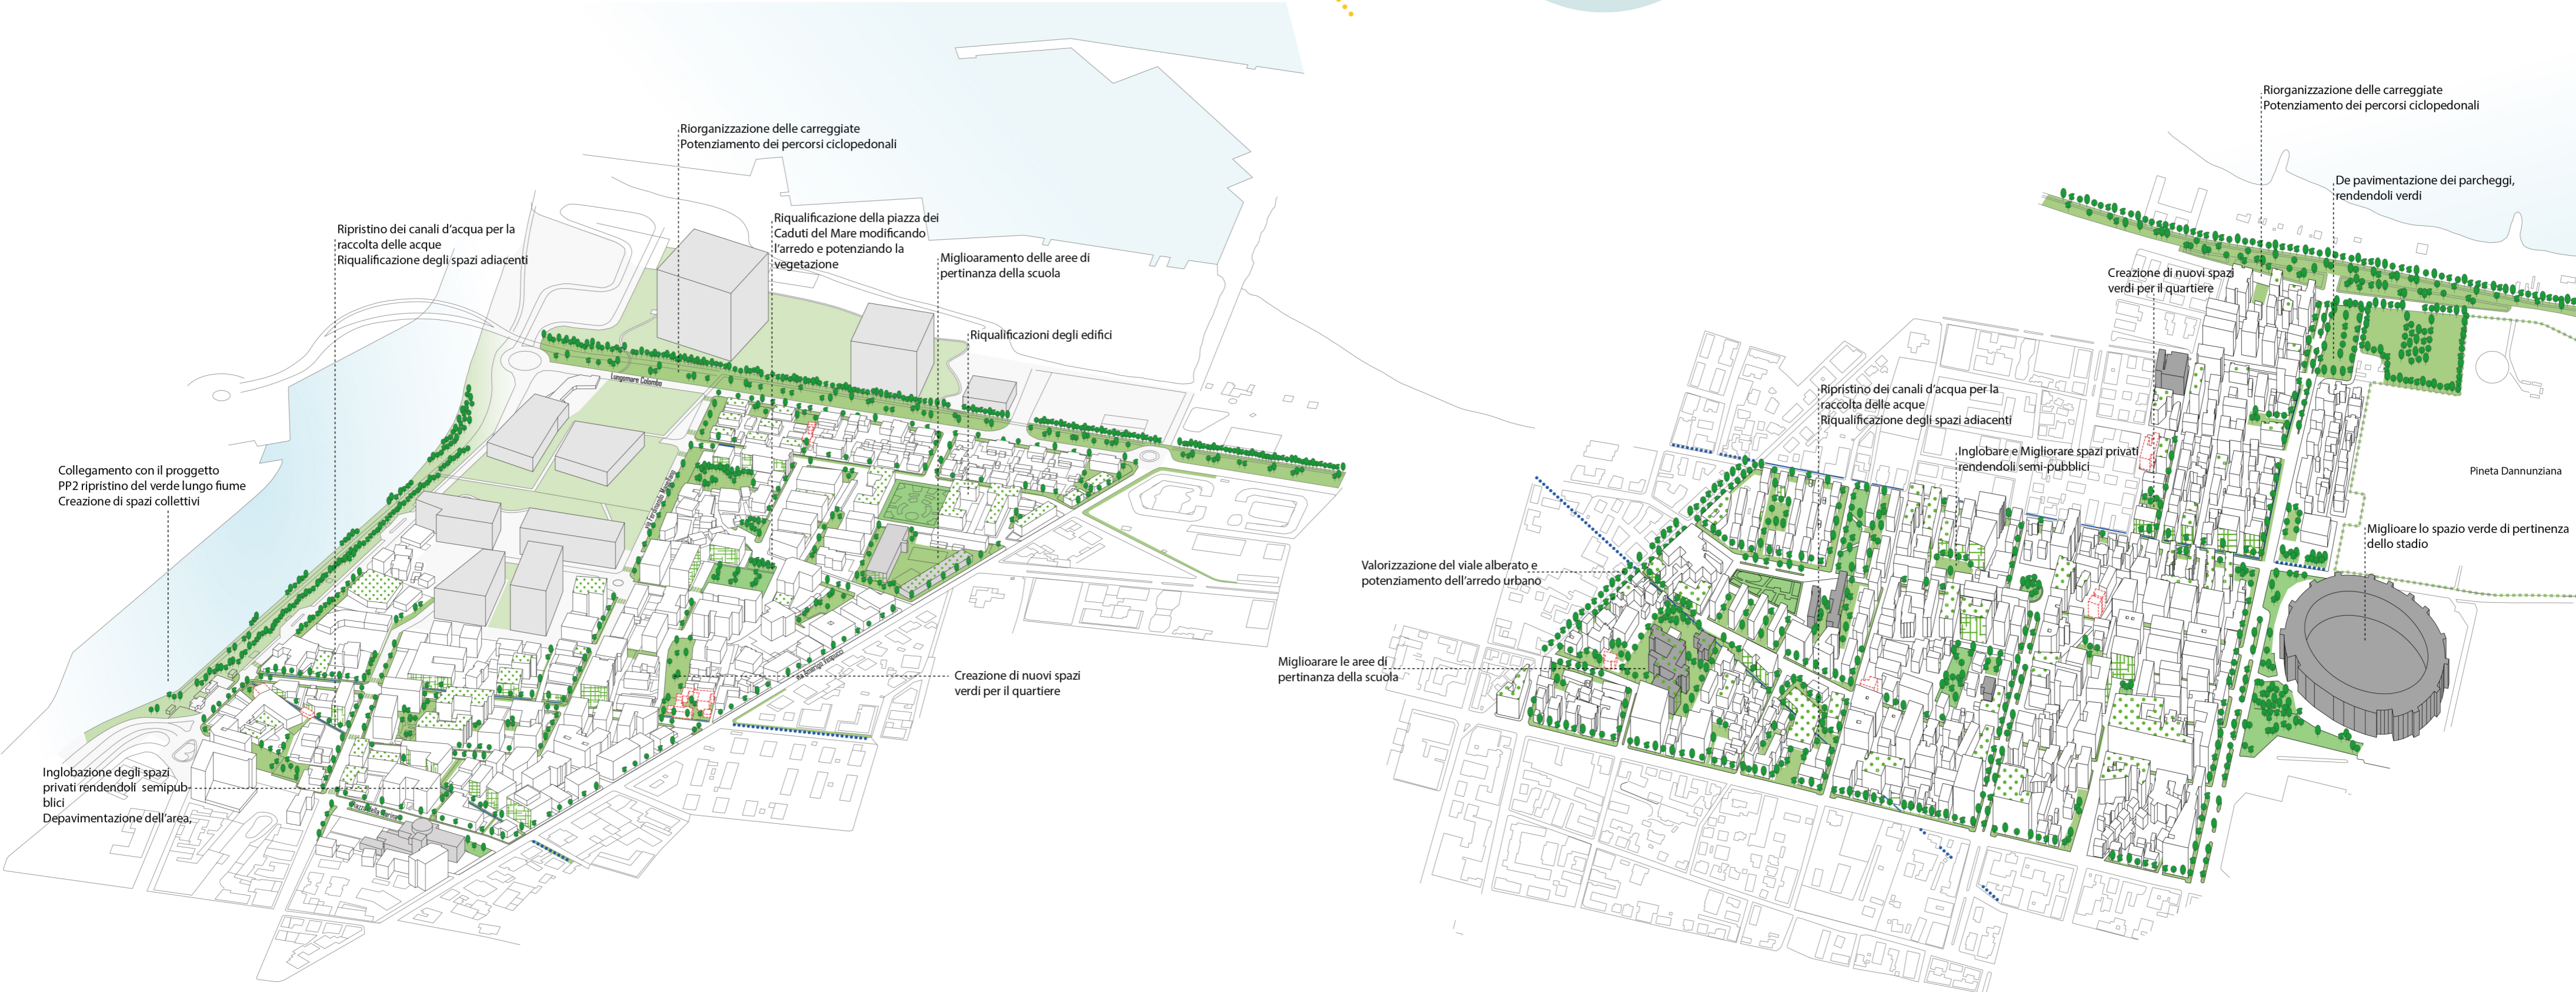 Riorganizzazione delle carreggiate
Potenziamento dei percorsi ciclopedonali
Ripristino dei canali d'acqua per la
raccolta delle acque
Riqualificazione degli spazi adiacenti
Riqualificazione della piazza dei
Caduti del Mare modificando
l'arredo e potenziando la
vegetazione
Miglioaramento delle aree di
pertinanza della scuola
Riqualificazioni degli edifici
Lungomare Colombo
Collegamento con il proggetto
PP2 ripristino del verde lungo fiume
Creazione di spazi collettivi
Creazione di nuovi spazi
verdi per il quartiere
Inglobazione degli spazi
privati rendendoli semipub-
blici
Depavimentazione dell'area,
Riorganizzazione delle carreggiate
Potenziamento dei percorsi ciclopedonali
De pavimentazione dei parcheggi,
rendendoli verdi
Creazione di nuovi spazi
verdi per il quartiere
Ripristino dei canali d'acqua per la
raccolta delle acque
Riqualificazione degli spazi adiacenti
Inglobare e Migliorare spazi privati
rendendoli semi-pubblici
Pineta Dannunziana
Miglioare lo spazio verde di pertinenza
dello stadio
Valorizzazione del viale alberato e
potenziamento dell'arredo urbano
Miglioarare le aree di
pertinanza della scuola